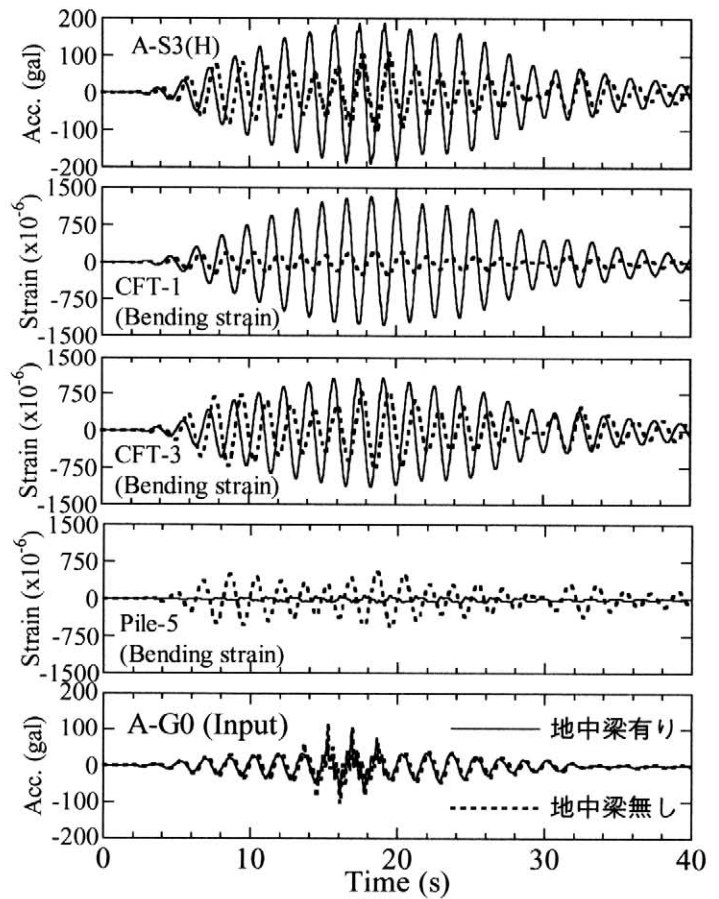 200
A-S3(H)
100
0
-100
-200
Acc. (gal)
1500
750
0
-750
-1500
Strain (x10⁻⁶)
CFT-1
(Bending strain)
1500
750
0
-750
-1500
Strain (x10⁻⁶)
CFT-3
(Bending strain)
1500
750
0
-750
-1500
Strain (x10⁻⁶)
Pile-5
(Bending strain)
200
100
0
-100
-200
Acc. (gal)
A-G0 (Input)
地中梁有り
地中梁無し
0 10 20 30 40
Time (s)